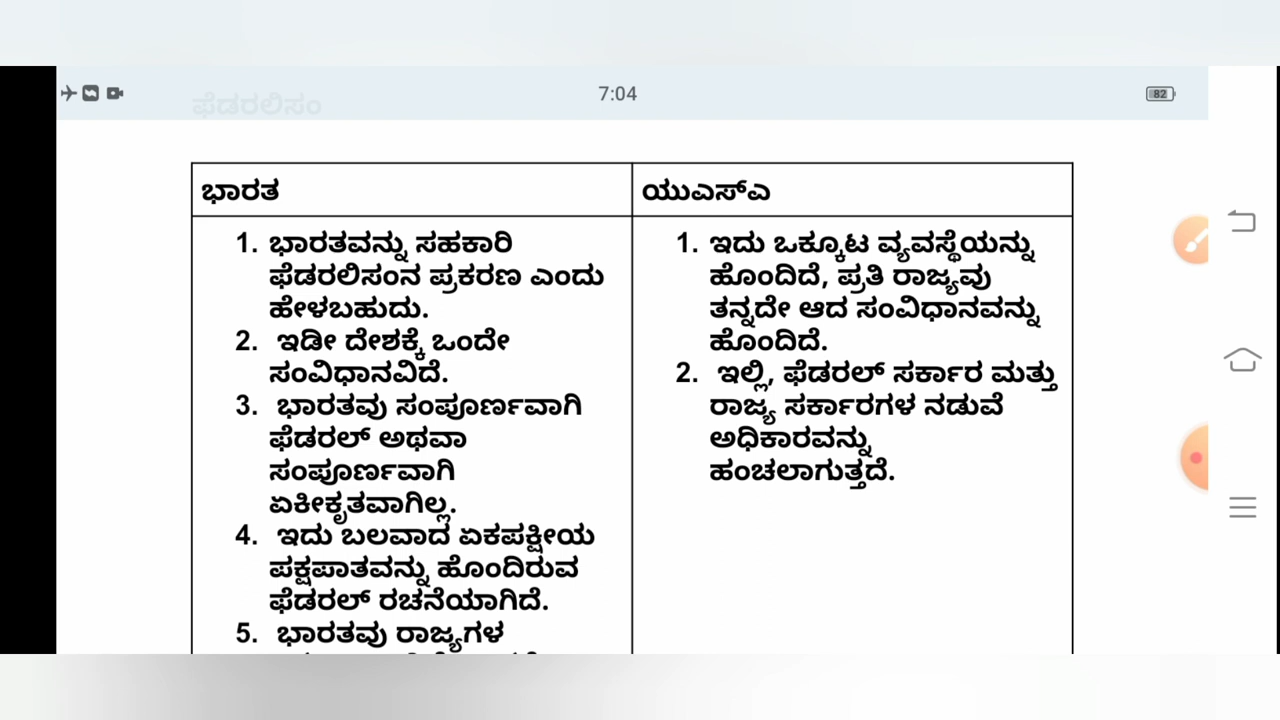 7:04
82
ಫೆಡರಲಿಸಂ
ಭಾರತ
1. ಭಾರತವನ್ನು ಸಹಕಾರಿ
ಫೆಡರಲಿಸಂನ ಪ್ರಕರಣ ಎಂದು
ಹೇಳಬಹುದು.
2. ಇಡೀ ದೇಶಕ್ಕೆ ಒಂದೇ
ಸಂವಿಧಾನವಿದೆ.
3. ಭಾರತವು ಸಂಪೂರ್ಣವಾಗಿ
ಫೆಡರಲ್ ಅಥವಾ
ಸಂಪೂರ್ಣವಾಗಿ
ಏಕೀಕೃತವಾಗಿಲ್ಲ.
4. ಇದು ಬಲವಾದ ಏಕಪಕ್ಷೀಯ
ಪಕ್ಷಪಾತವನ್ನು ಹೊಂದಿರುವ
ಫೆಡರಲ್ ರಚನೆಯಾಗಿದೆ.
5. ಭಾರತವು ರಾಜ್ಯಗಳ
ಯುಎಸ್ಎ
1. ಇದು ಒಕ್ಕೂಟ ವ್ಯವಸ್ಥೆಯನ್ನು
ಹೊಂದಿದೆ, ಪ್ರತಿ ರಾಜ್ಯವು
ತನ್ನದೇ ಆದ ಸಂವಿಧಾನವನ್ನು
ಹೊಂದಿದೆ.
2. ಇಲ್ಲಿ, ಫೆಡರಲ್ ಸರ್ಕಾರ ಮತ್ತು
ರಾಜ್ಯ ಸರ್ಕಾರಗಳ ನಡುವೆ
ಅಧಿಕಾರವನ್ನು
ಹಂಚಲಾಗುತ್ತದೆ.